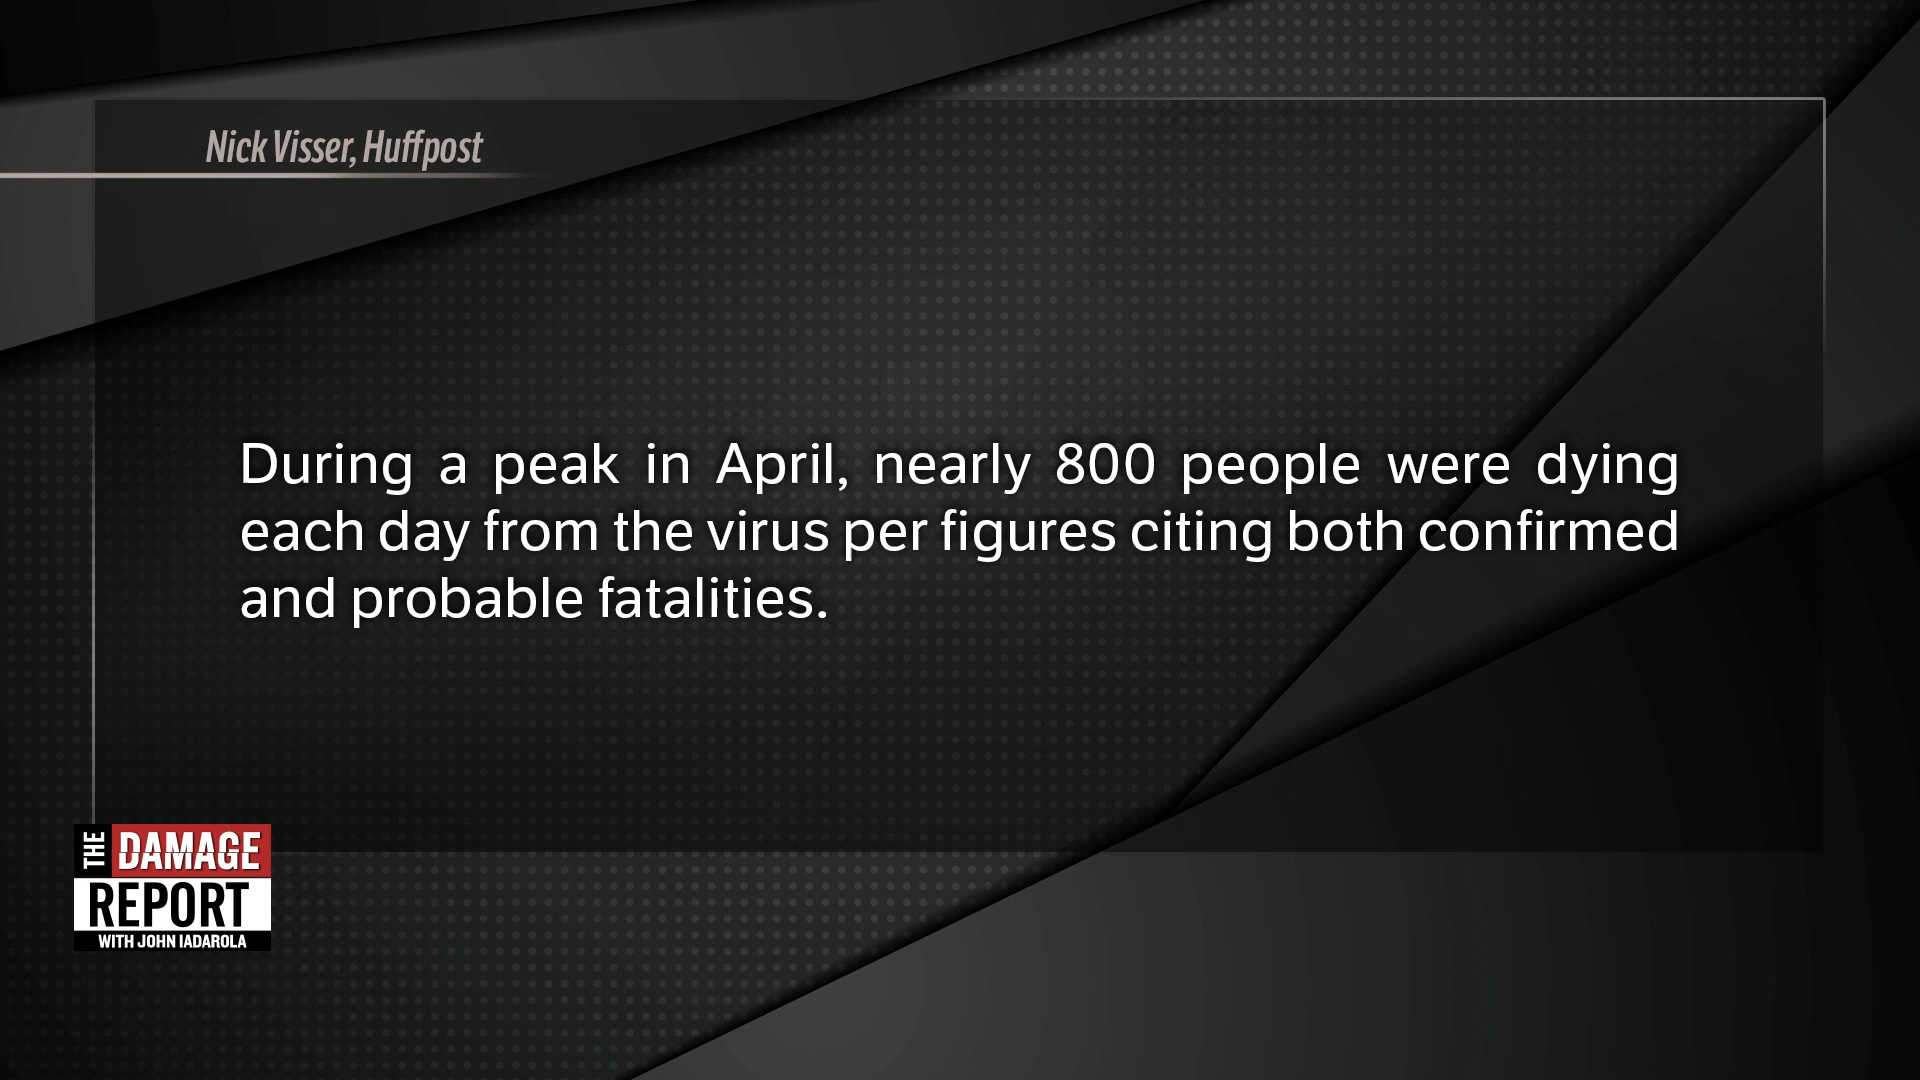 Nick Visser, Huffpost
During a peak in April, nearly 800 people were dying
each day from the virus per figures citing both confirmed
and probable fatalities.
THE DAMAGE
REPORT
WITH JOHN IADAROLA